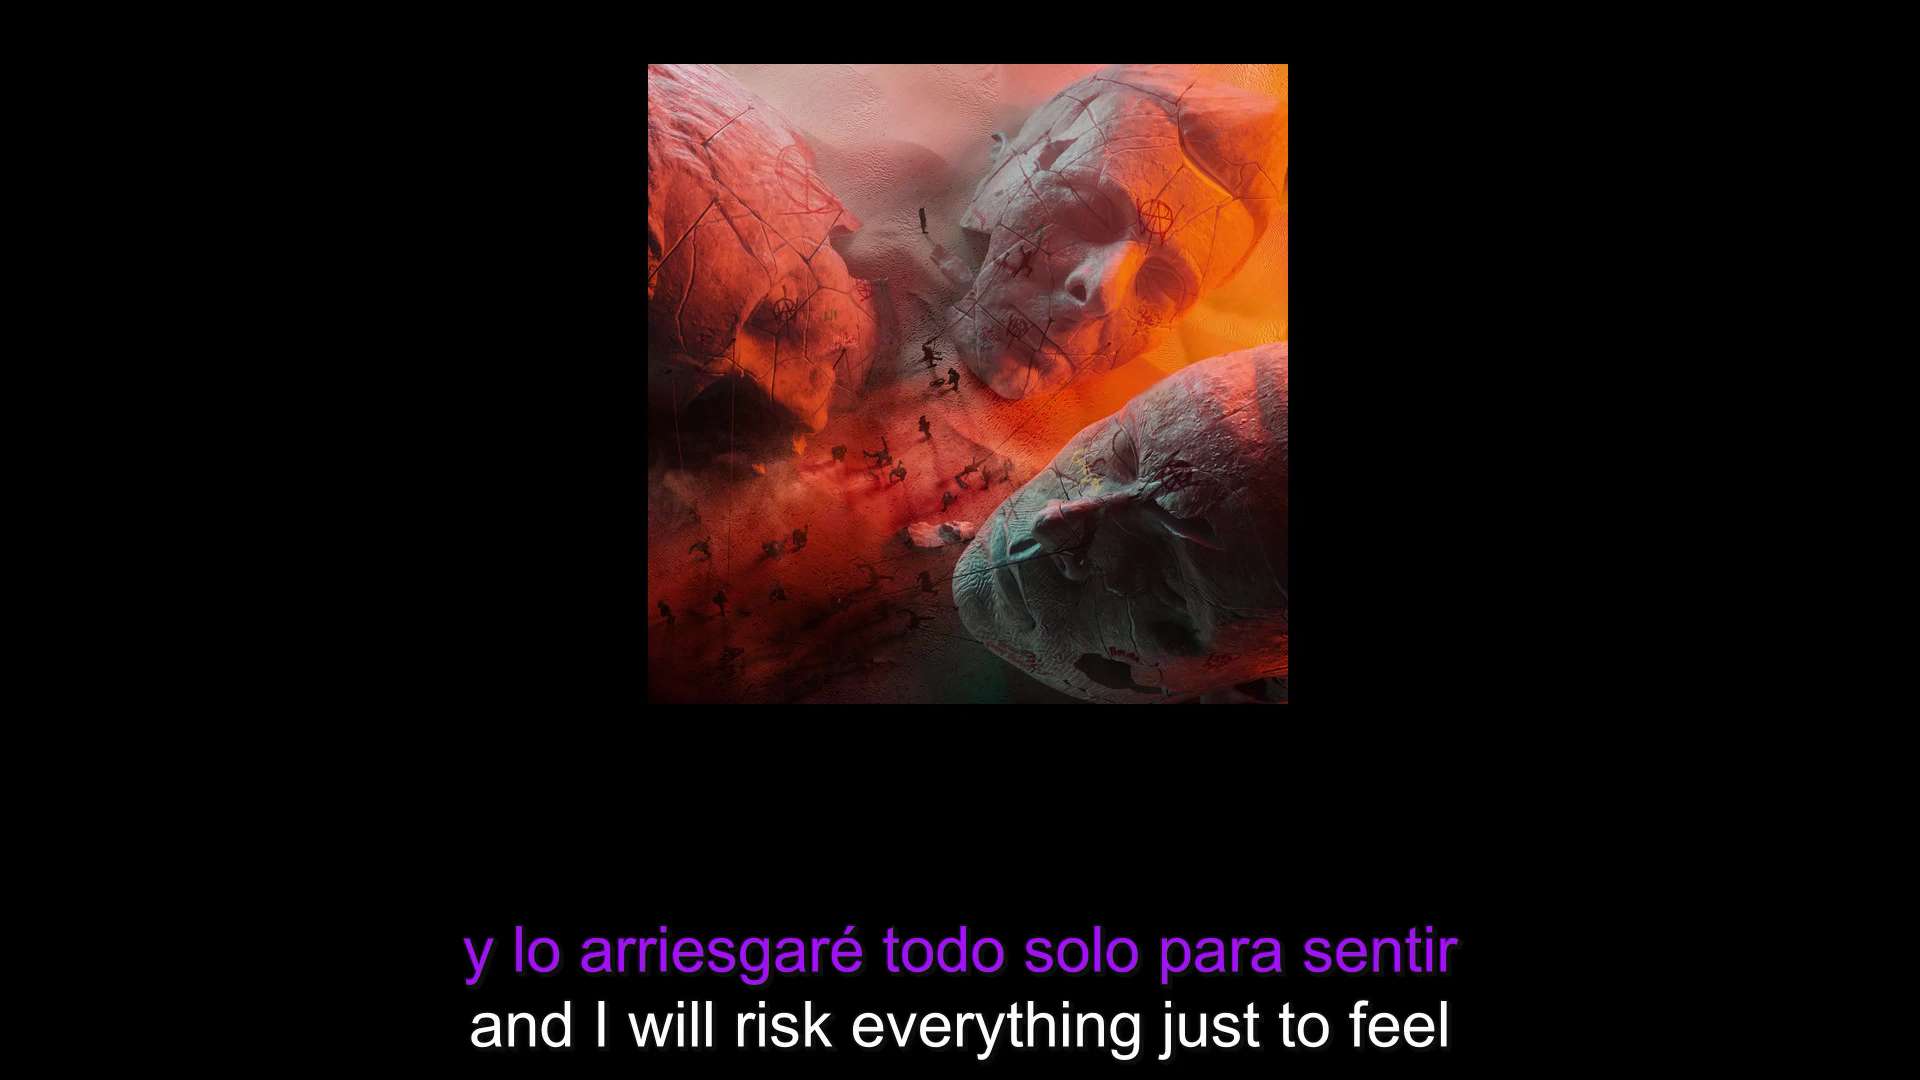 y lo arriesgaré todo solo para sentir
and I will risk everything just to feel